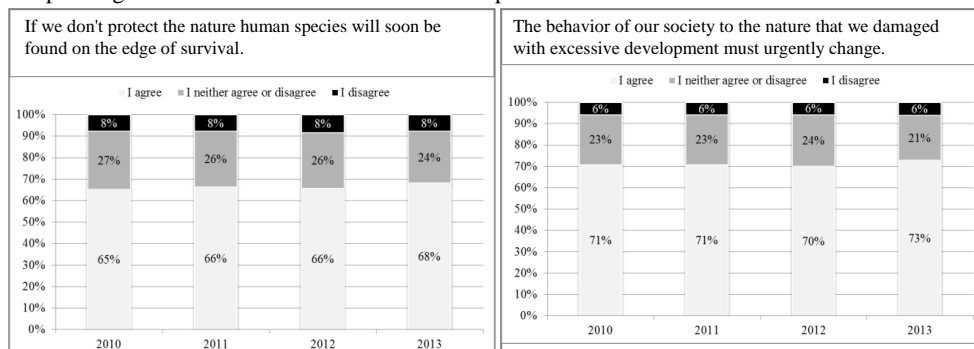 If we don't protect the nature human species will soon be
found on the edge of survival.
I agree I neither agree or disagree I disagree
100%
90%
80%
70%
60%
50%
40%
30%
20%
10%
0%
8% 8% 8% 8%
27% 26% 26% 24%
65% 66% 66% 68%
2010 2011 2012 2013
The behavior of our society to the nature that we damaged
with excessive development must urgently change.
I agree I neither agree or disagree I disagree
100%
90%
80%
70%
60%
50%
40%
30%
20%
10%
0%
6% 6% 6% 6%
23% 23% 24% 21%
71% 71% 70% 73%
2010 2011 2012 2013